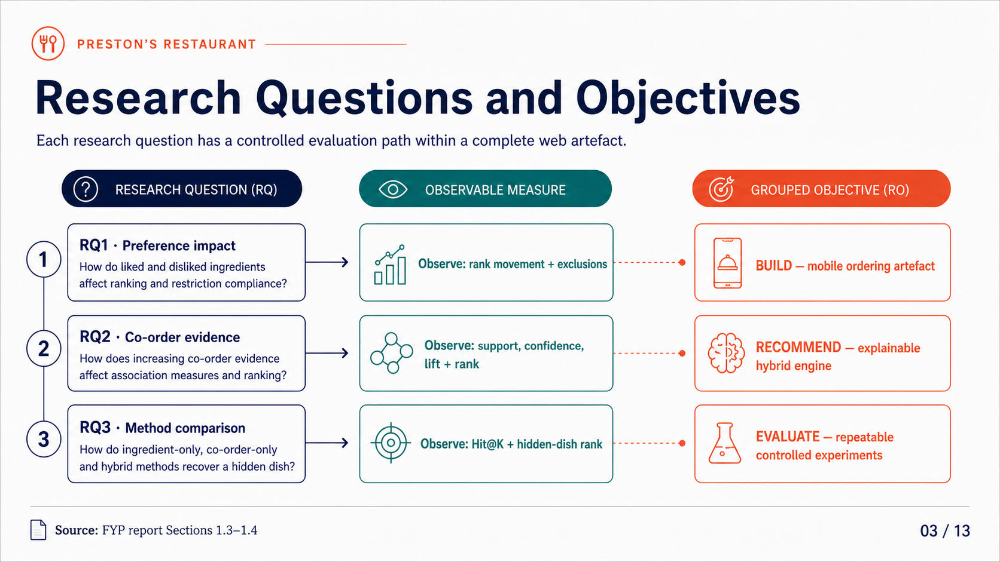 PRESTON'S RESTAURANT
Research Questions and Objectives
Each research question has a controlled evaluation path within a complete web artefact.
? RESEARCH QUESTION (RQ)
OBSERVABLE MEASURE
GROUPED OBJECTIVE (RO)
1
RQ1 · Preference impact
How do liked and disliked ingredients
affect ranking and restriction compliance?
Observe: rank movement + exclusions
BUILD – mobile ordering artefact
2
RQ2 · Co-order evidence
How does increasing co-order evidence
affect association measures and ranking?
Observe: support, confidence,
lift + rank
RECOMMEND – explainable
hybrid engine
3
RQ3 · Method comparison
How do ingredient-only, co-order-only
and hybrid methods recover a hidden dish?
Observe: Hit@K + hidden-dish rank
EVALUATE – repeatable
controlled experiments
Source: FYP report Sections 1.3–1.4
03 / 13